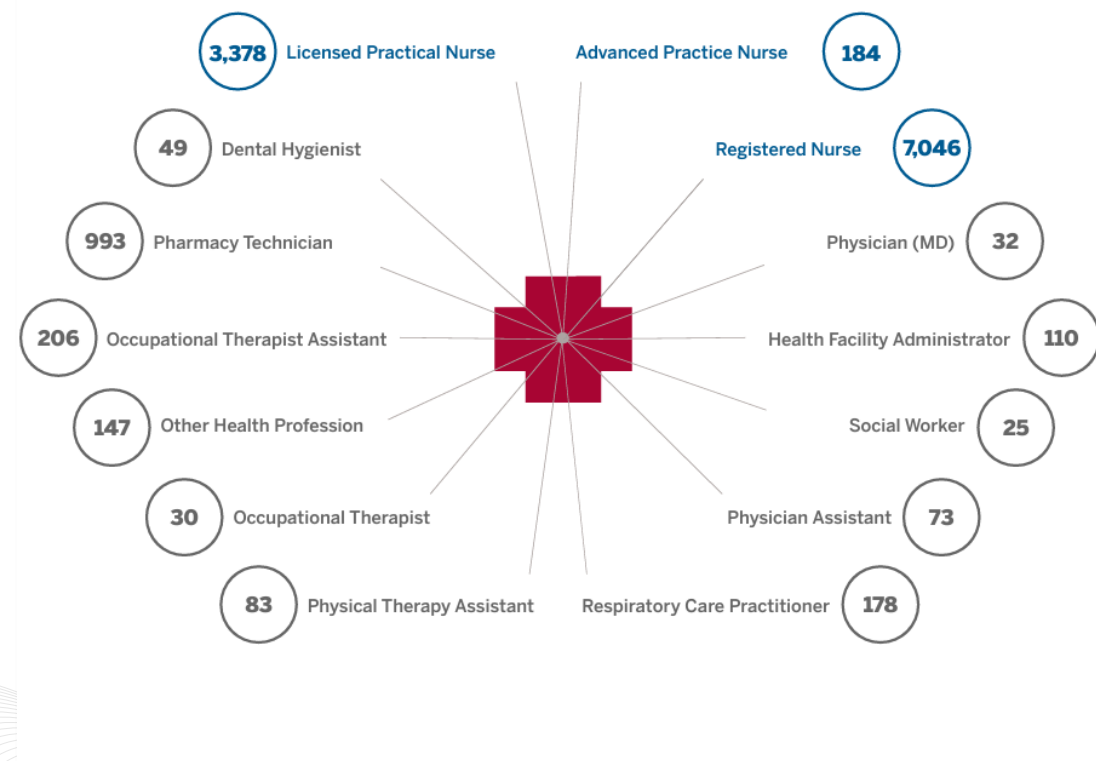 3,378 Licensed Practical Nurse
Advanced Practice Nurse 184
49 Dental Hygienist
Registered Nurse 7,046
993 Pharmacy Technician
Physician (MD) 32
206 Occupational Therapist Assistant
Health Facility Administrator 110
147 Other Health Profession
Social Worker 25
30 Occupational Therapist
Physician Assistant 73
83 Physical Therapy Assistant
Respiratory Care Practitioner 178